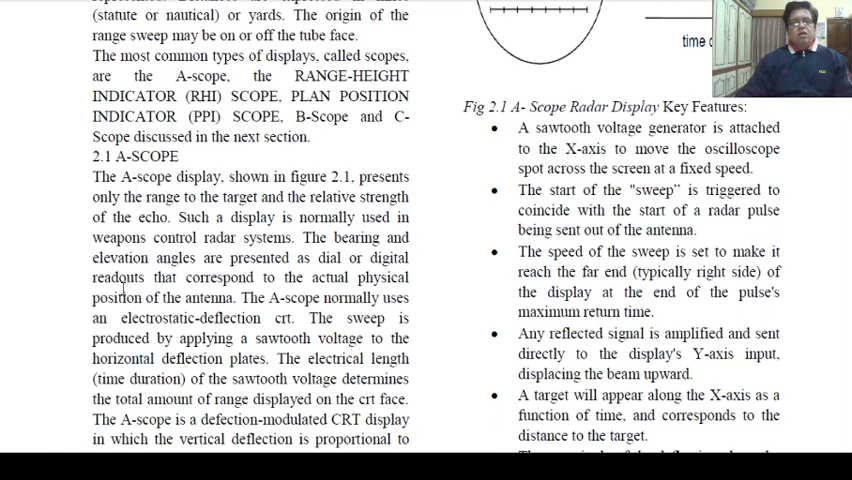 (statute or nautical) or yards. The origin of the
range sweep may be on or off the tube face.
The most common types of displays, called scopes,
are the A-scope, the RANGE-HEIGHT
INDICATOR (RHI) SCOPE, PLAN POSITION
INDICATOR (PPI) SCOPE, B-Scope and C-
Scope discussed in the next section.
2.1 A-SCOPE
The A-scope display, shown in figure 2.1, presents
only the range to the target and the relative strength
of the echo. Such a display is normally used in
weapons control radar systems. The bearing and
elevation angles are presented as dial or digital
readouts that correspond to the actual physical
position of the antenna. The A-scope normally uses
an electrostatic-deflection crt. The sweep is
produced by applying a sawtooth voltage to the
horizontal deflection plates. The electrical length
(time duration) of the sawtooth voltage determines
the total amount of range displayed on the crt face.
The A-scope is a defection-modulated CRT display
in which the vertical deflection is proportional to
time
Fig 2.1 A- Scope Radar Display Key Features:
• A sawtooth voltage generator is attached
to the X-axis to move the oscilloscope
spot across the screen at a fixed speed.
• The start of the "sweep” is triggered to
coincide with the start of a radar pulse
being sent out of the antenna.
• The speed of the sweep is set to make it
reach the far end (typically right side) of
the display at the end of the pulse's
maximum return time.
• Any reflected signal is amplified and sent
directly to the display's Y-axis input,
displacing the beam upward.
• A target will appear along the X-axis as a
function of time, and corresponds to the
distance to the target.